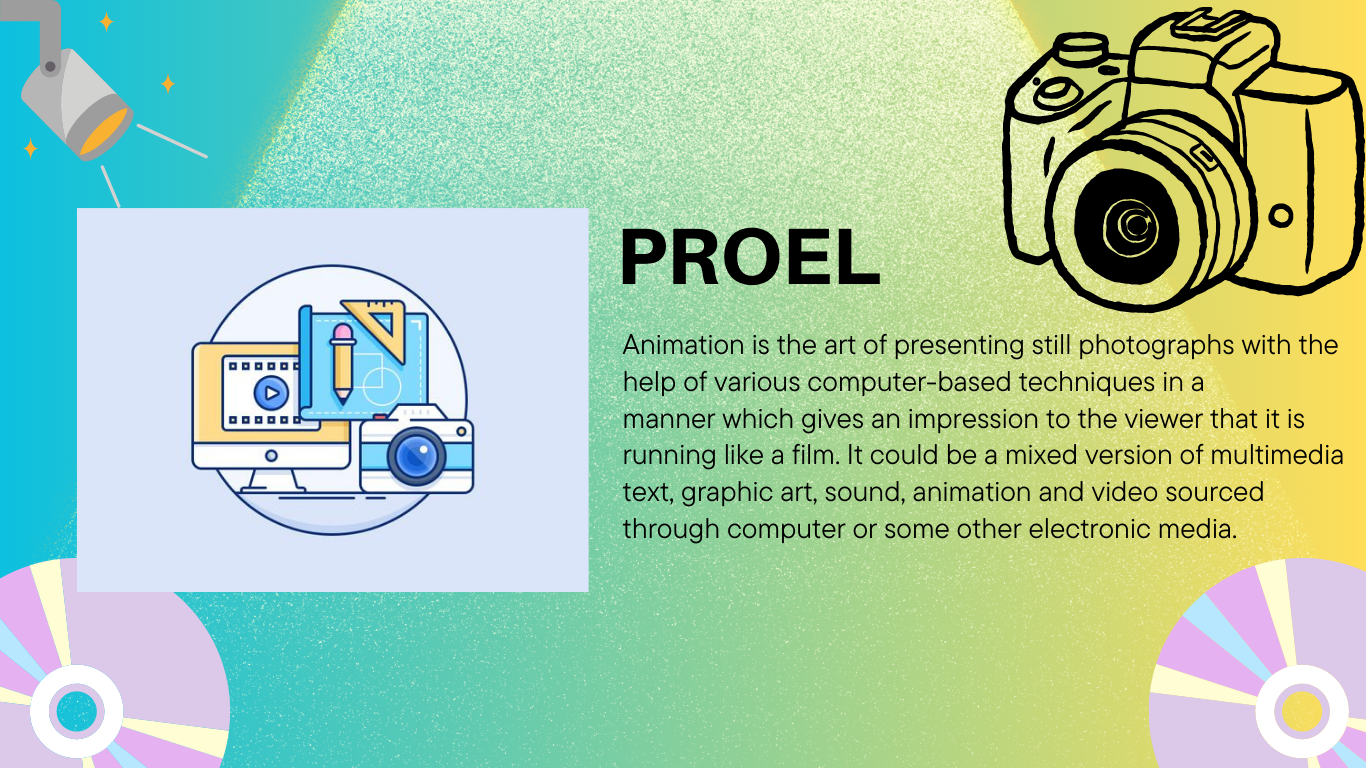 PROEL
Animation is the art of presenting still photographs with the
help of various computer-based techniques in a
manner which gives an impression to the viewer that it is
running like a film. It could be a mixed version of multimedia
text, graphic art, sound, animation and video sourced
through computer or some other electronic media.